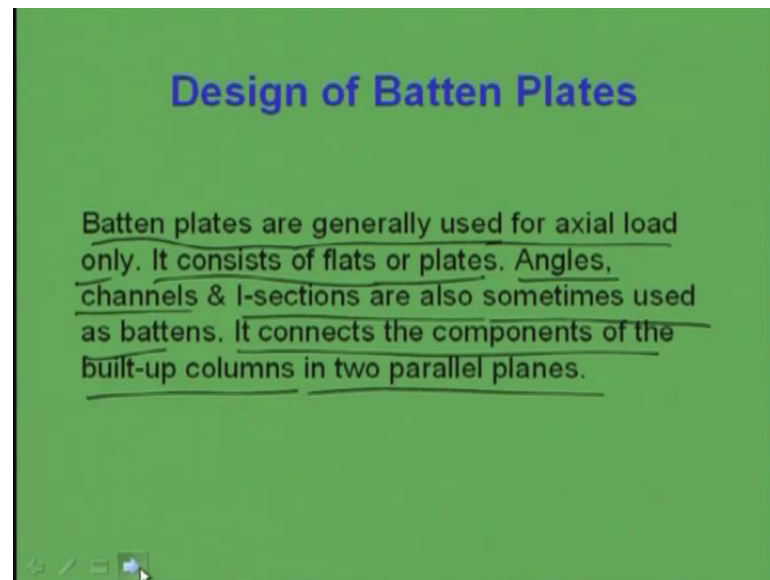 Design of Batten Plates
Batten plates are generally used for axial load
only. It consists of flats or plates. Angles,
channels & I-sections are also sometimes used
as battens. It connects the components of the
built-up columns in two parallel planes.